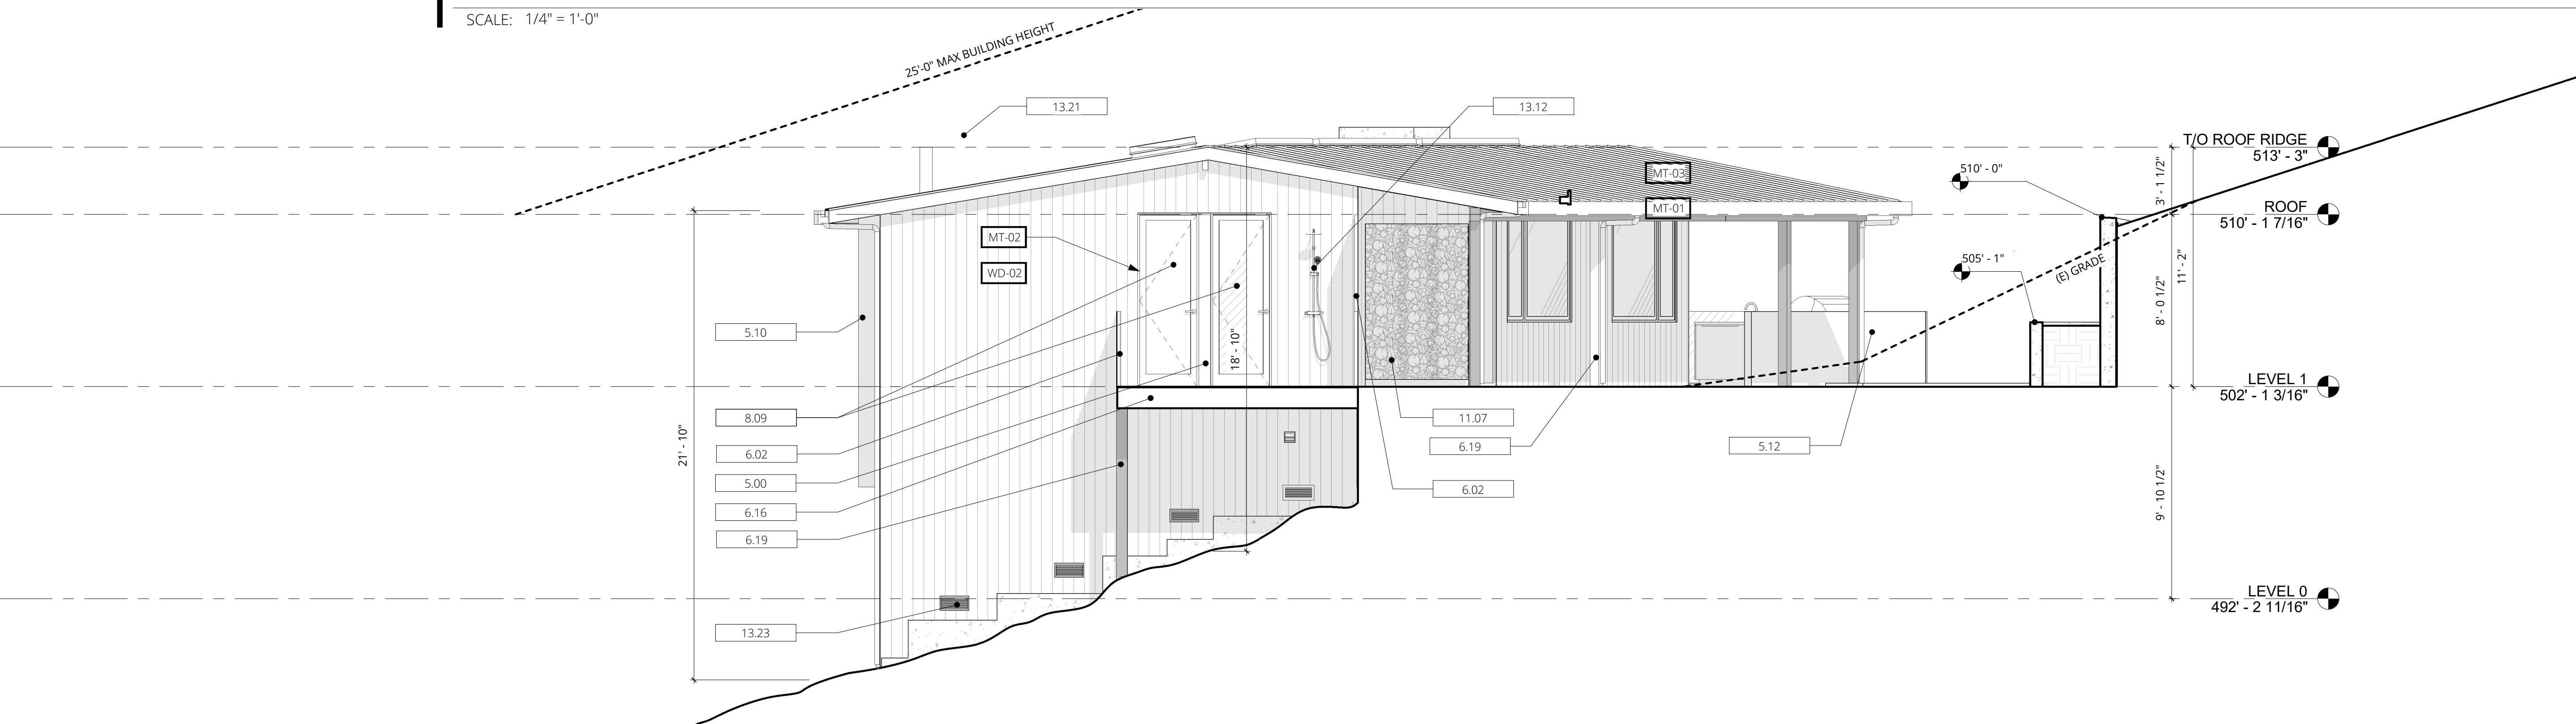 SCALE: 1/4" = 1'-0"
25'-0" MAX BUILDING HEIGHT
13.21
13.12
T/O ROOF RIDGE
513' - 3"
3' - 1 1/2"
510' - 0"
MT-03
MT-01
ROOF
510' - 1 7/16"
MT-02
WD-02
505' - 1"
(E) GRADE
11' - 2"
8' - 0 1/2"
5.10
18' - 10"
LEVEL 1
502' - 1 3/16"
8.09
11.07
21' - 10"
6.02
6.19
5.12
5.00
6.02
9' - 10 1/2"
6.16
6.19
LEVEL 0
492' - 2 11/16"
13.23